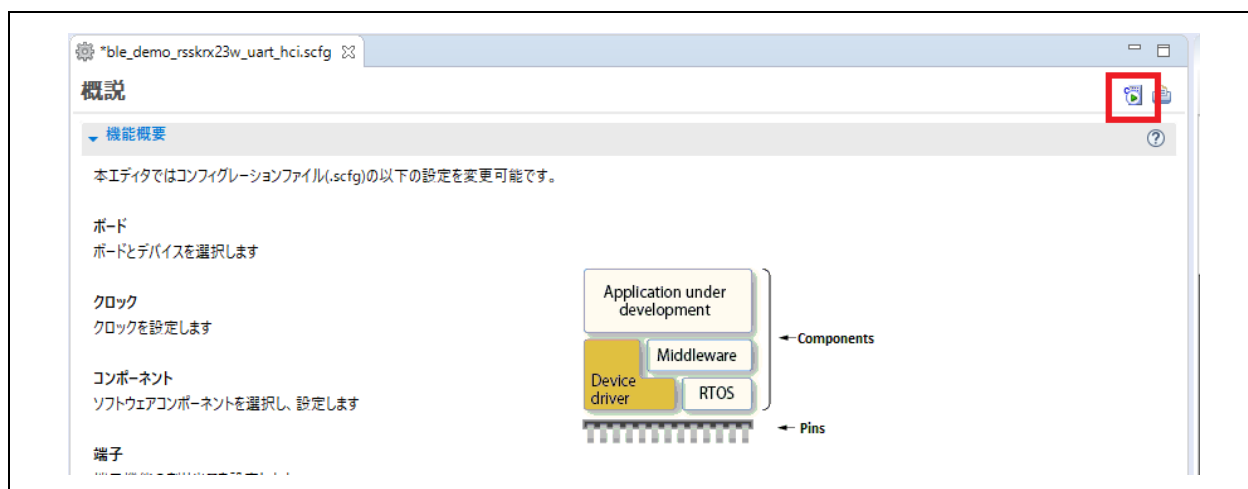 *ble_demo_rsskrx23w_uart_hci.scfg
概説
機能概要
本エディタではコンフィグレーションファイル(.scfg)の以下の設定を変更可能です。
ボード
ボードとデバイスを選択します
クロック
クロックを設定します
コンポーネント
ソフトウェアコンポーネントを選択し、設定します
端子
Application under
development
Middleware
Device
driver
RTOS
Components
Pins